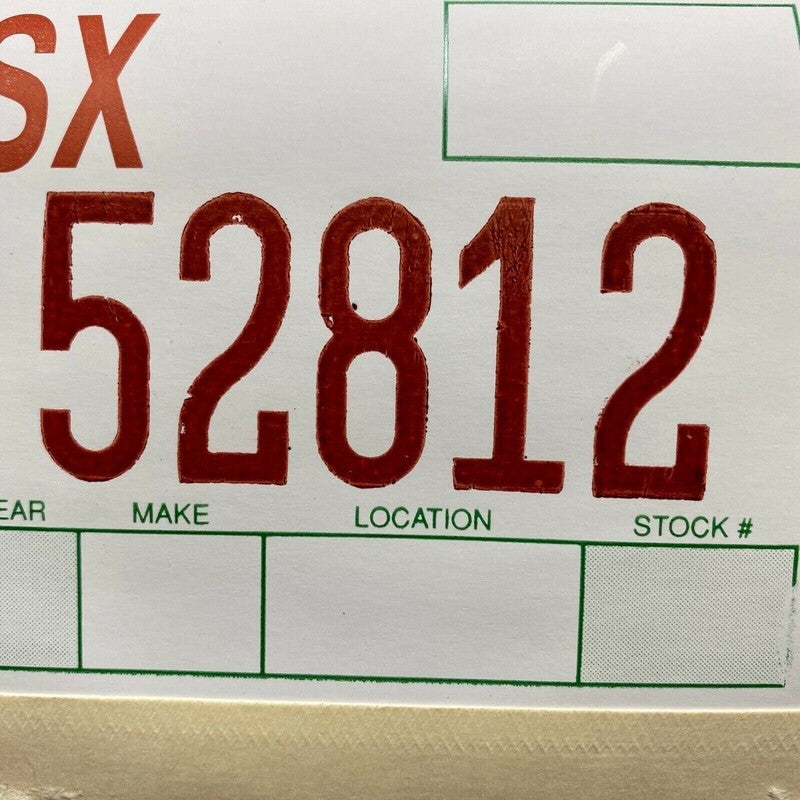 SX
52812
EAR MAKE LOCATION STOCK #